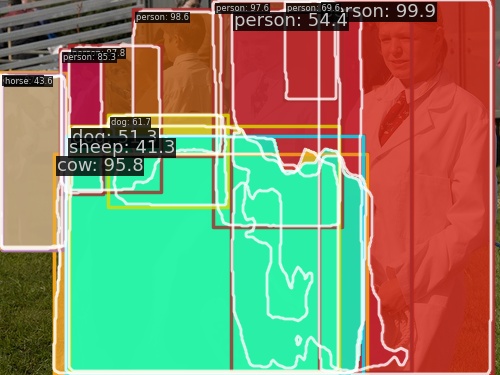 person: 98.6
person: 97.6
person: 69.6
person: 54.4
person: 99.9
person: 85.3
horse: 43.6
dog: 61.7
dog: 51.3
sheep: 41.3
cow: 95.8